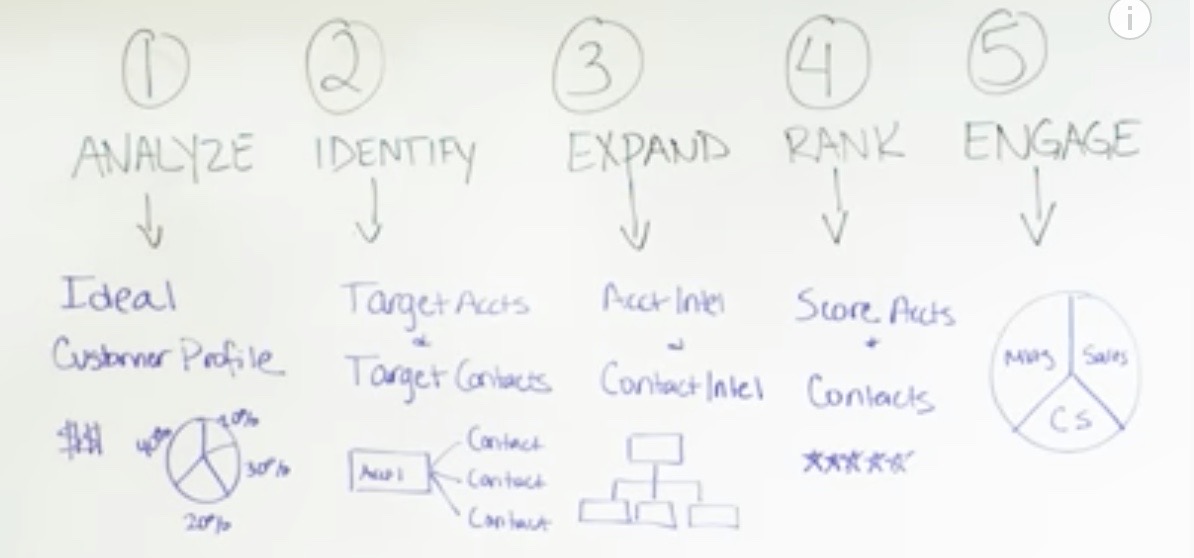 1
ANALYZE
Ideal
Customer Profile
$$$
40%
10%
30%
20%
2
IDENTIFY
Target Accts
&
Target Contacts
Acct 1
Contact
Contact
Contact
3
EXPAND
Acct Intel
Contact Intel
4
RANK
Score Accts
+
Contacts
5
ENGAGE
Mktg
Sales
CS